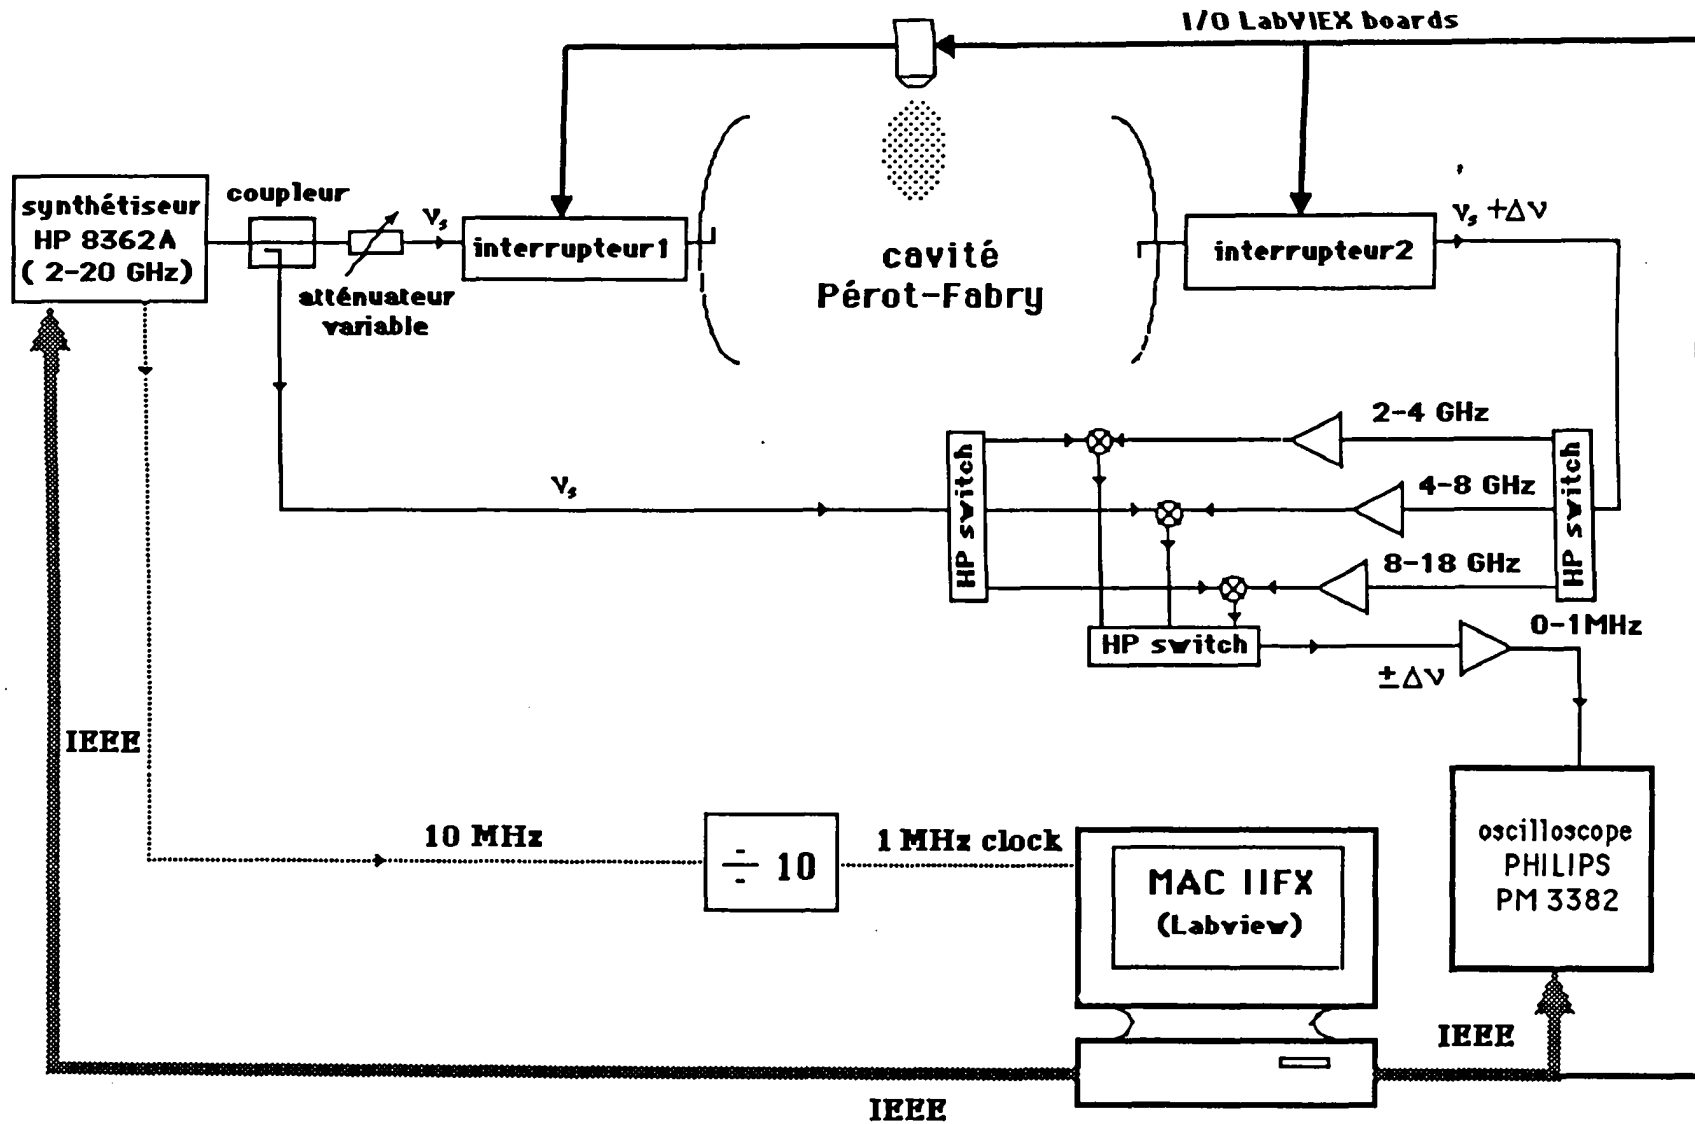 I/O LabVIEX boards
synthétiseur
HP 8362A
( 2-20 GHz)
coupleur
atténuateur
variable
νs
interrupteur1
cavité
Pérot-Fabry
interrupteur2
νs +Δν
2-4 GHz
4-8 GHz
8-18 GHz
HP switch
HP switch
νs
HP switch
±Δν
0-1MHz
IEEE
10 MHz
÷ 10
1 MHz clock
MAC IIFX
(Labview)
oscilloscope
PHILIPS
PM 3382
IEEE
IEEE